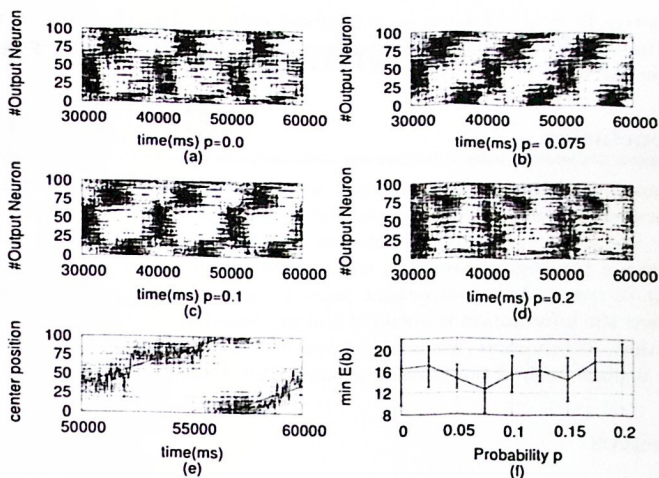 #Output Neuron
100
75
50
25
0
30000 40000 50000 60000
time(ms) p=0.0
(a)
#Output Neuron
100
75
50
25
0
30000 40000 50000 60000
time(ms) p= 0.075
(b)
#Output Neuron
100
75
50
25
0
30000 40000 50000 60000
time(ms) p=0.1
(c)
#Output Neuron
100
75
50
25
0
30000 40000 50000 60000
time(ms) p=0.2
(d)
center position
100
75
50
25
0
50000 60000
time(ms)
(e)
min E(b)
20
16
12
8
0 0.05 0.1 0.15 0.2
Probability p
(f)